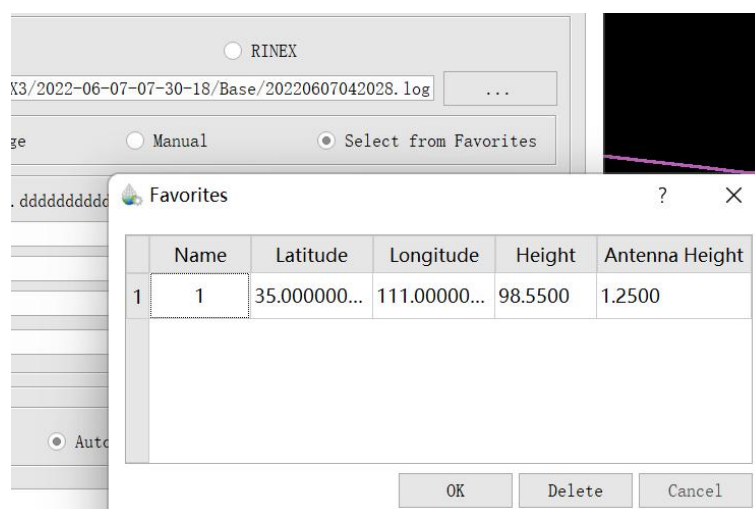 RINEX
X3/2022-06-07-07-30-18/Base/20220607042028.log ...
ge Manual Select from Favorites
.dddddddddd
Favorites ? X
Name Latitude Longitude Height Antenna Height
1 1 35.000000... 111.00000... 98.5500 1.2500
Auto
OK Delete Cancel